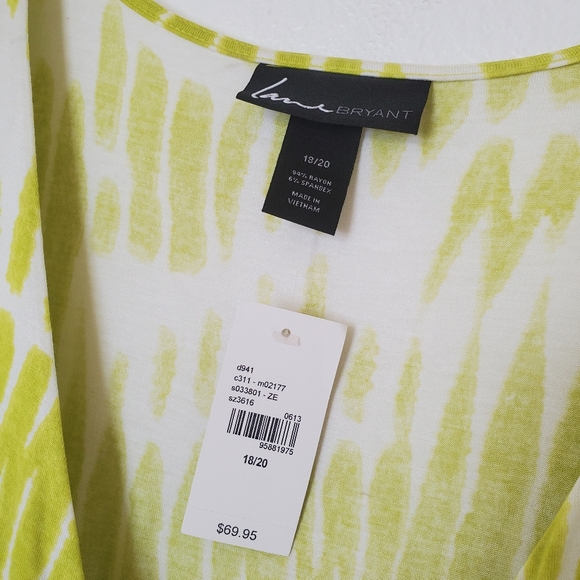 Lane BRYANT
18/20
94% RAYON
6% SPANDEX
MADE IN
VIETNAM
d941
c311 - m02177
s033801 - ZE
sz3616
0613
95881975
18/20
$69.95